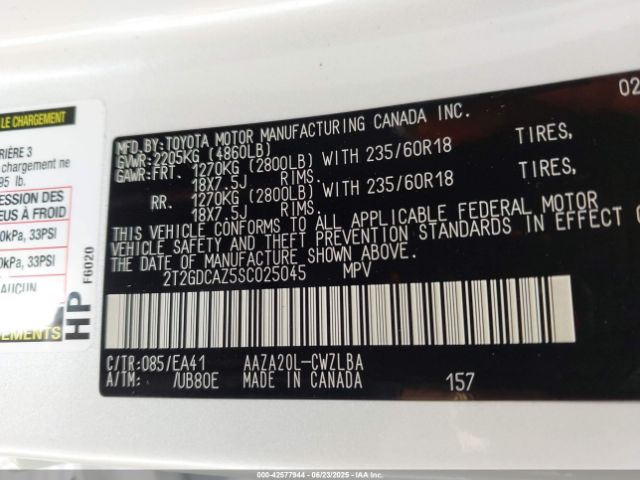 LE CHARGEMENT
RIÈRE 3
chargement ne
95 lb.
ESSION DES
EUS À FROID
0kPa, 33PSI
0kPa, 33PSI
AUCUN
EMENTS
HP
F6020
02
MFD.BY:TOYOTA MOTOR MANUFACTURING CANADA INC.
GVWR:2205KG (4860LB)
GAWR:FRT. 1270KG (2800LB) WITH 235/60R18 TIRES,
18X7.5J RIMS.
RR. 1270KG (2800LB) WITH 235/60R18 TIRES,
18X7.5J RIMS.
THIS VEHICLE CONFORMS TO ALL APPLICABLE FEDERAL MOTOR
VEHICLE SAFETY AND THEFT PREVENTION STANDARDS IN EFFECT
THE DATE OF MANUFACTURE SHOWN ABOVE.
2T2GDCAZ5SC025045 MPV
C/TR:085/EA41 AAZA20L-CWZLBA
A/TM: /UB80E MADE IN CANADA 157
000-42577944 - 06/23/2025 - IAA Inc.